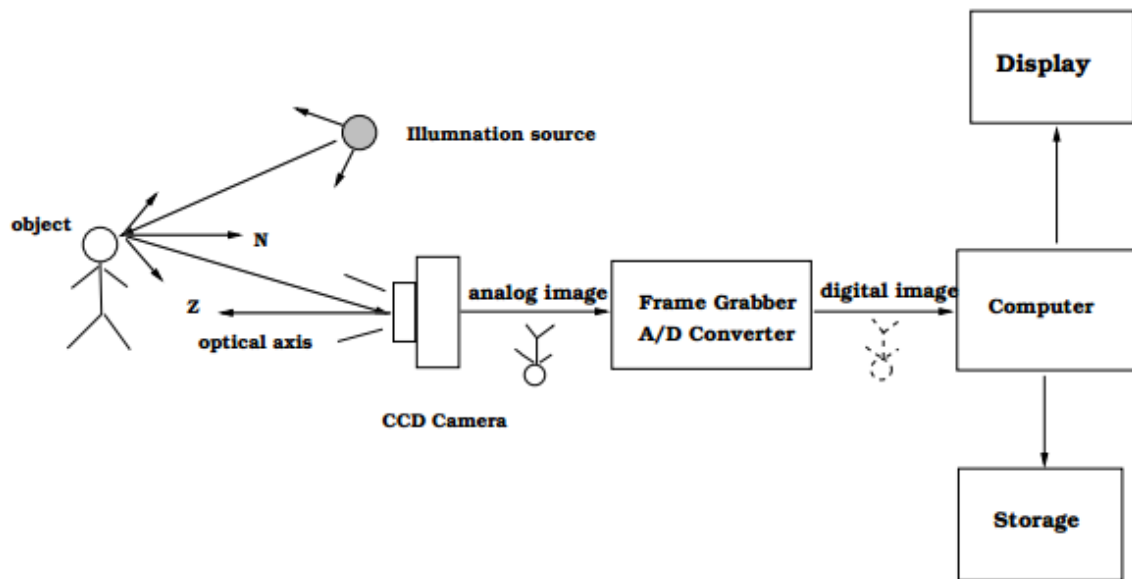 Display
Illumnation source
object
N
Z
optical axis
analog image
Frame Grabber
A/D Converter
digital image
Computer
CCD Camera
Storage